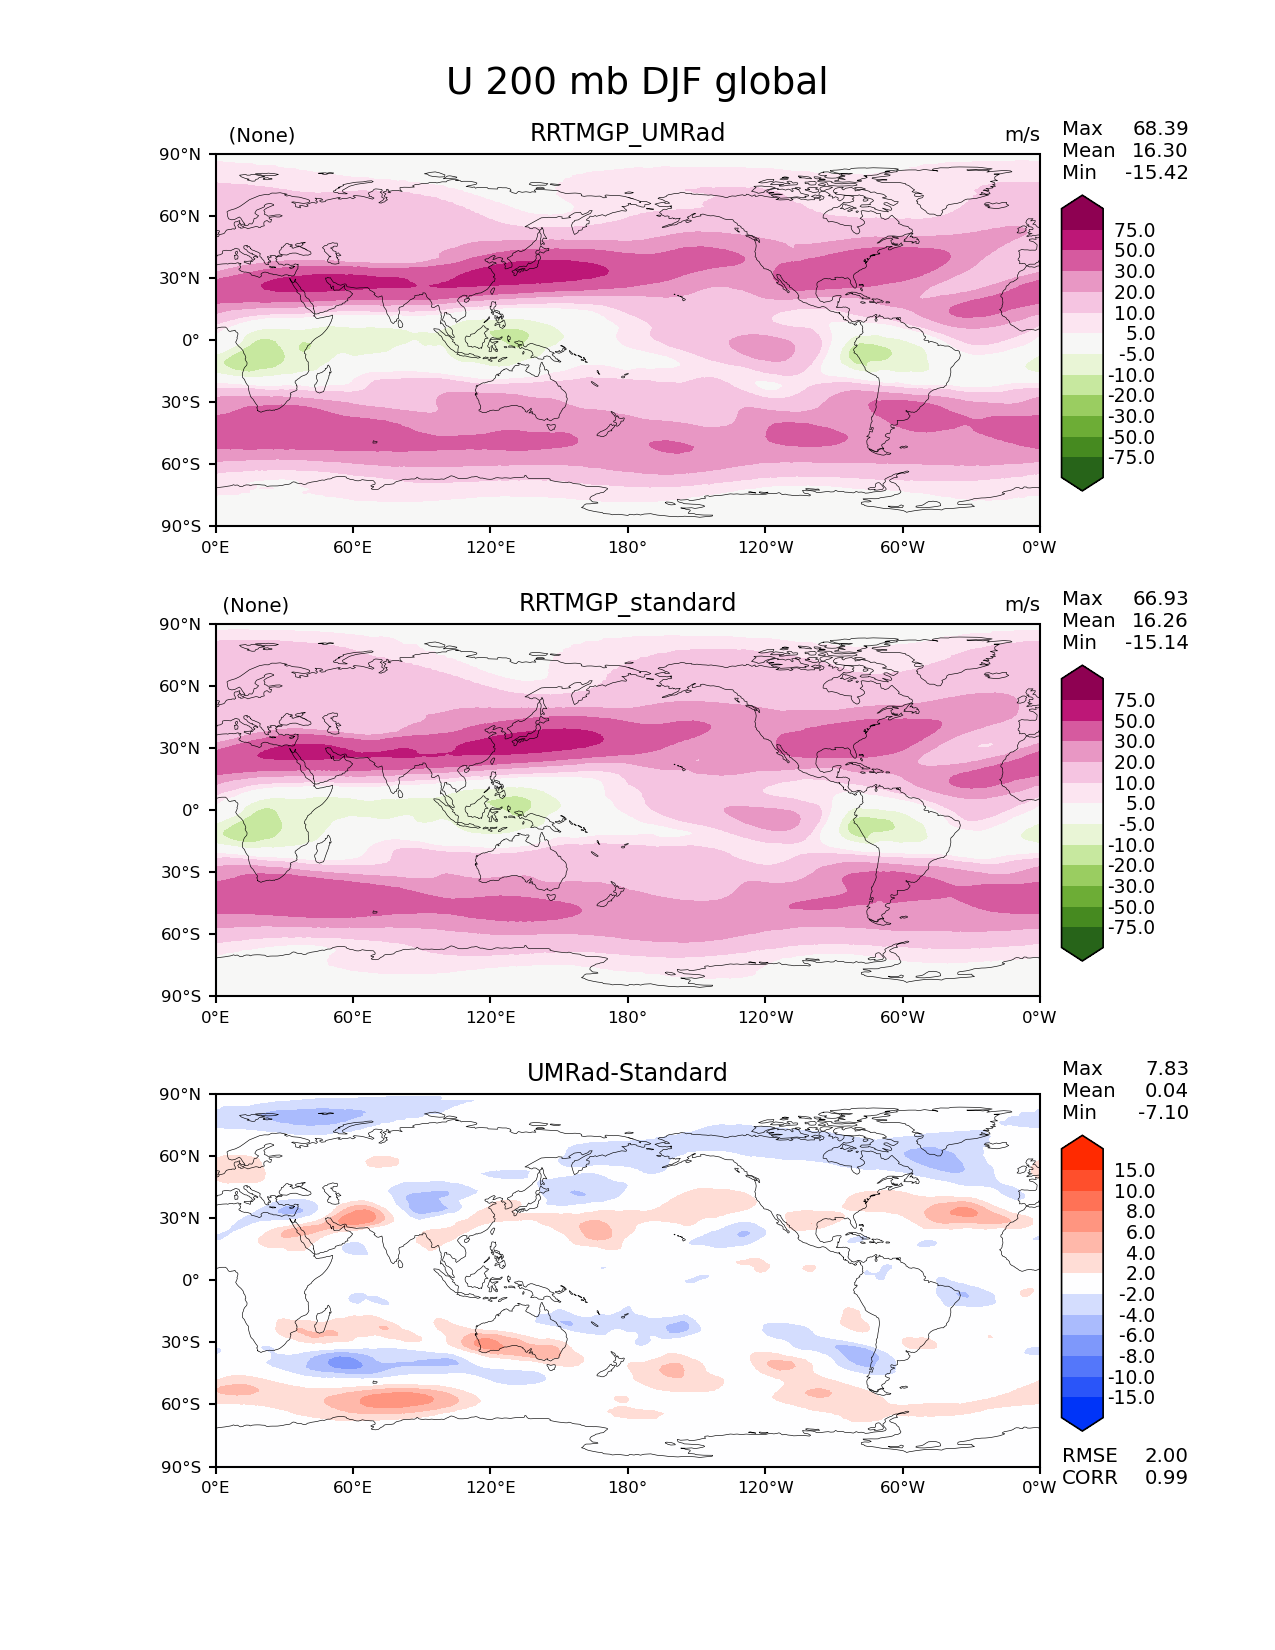 U 200 mb DJF global
(None) RRTMGP_UMRad m/s
Max 68.39
Mean 16.30
Min -15.42
90°N
60°N
30°N
0°
30°S
60°S
90°S
0°E 60°E 120°E 180° 120°W 60°W 0°W
75.0
50.0
30.0
20.0
10.0
5.0
-5.0
-10.0
-20.0
-30.0
-50.0
-75.0
(None) RRTMGP_standard m/s
Max 66.93
Mean 16.26
Min -15.14
90°N
60°N
30°N
0°
30°S
60°S
90°S
0°E 60°E 120°E 180° 120°W 60°W 0°W
75.0
50.0
30.0
20.0
10.0
5.0
-5.0
-10.0
-20.0
-30.0
-50.0
-75.0
UMRad-Standard
Max 7.83
Mean 0.04
Min -7.10
90°N
60°N
30°N
0°
30°S
60°S
90°S
0°E 60°E 120°E 180° 120°W 60°W 0°W
15.0
10.0
8.0
6.0
4.0
2.0
-2.0
-4.0
-6.0
-8.0
-10.0
-15.0
RMSE 2.00
CORR 0.99